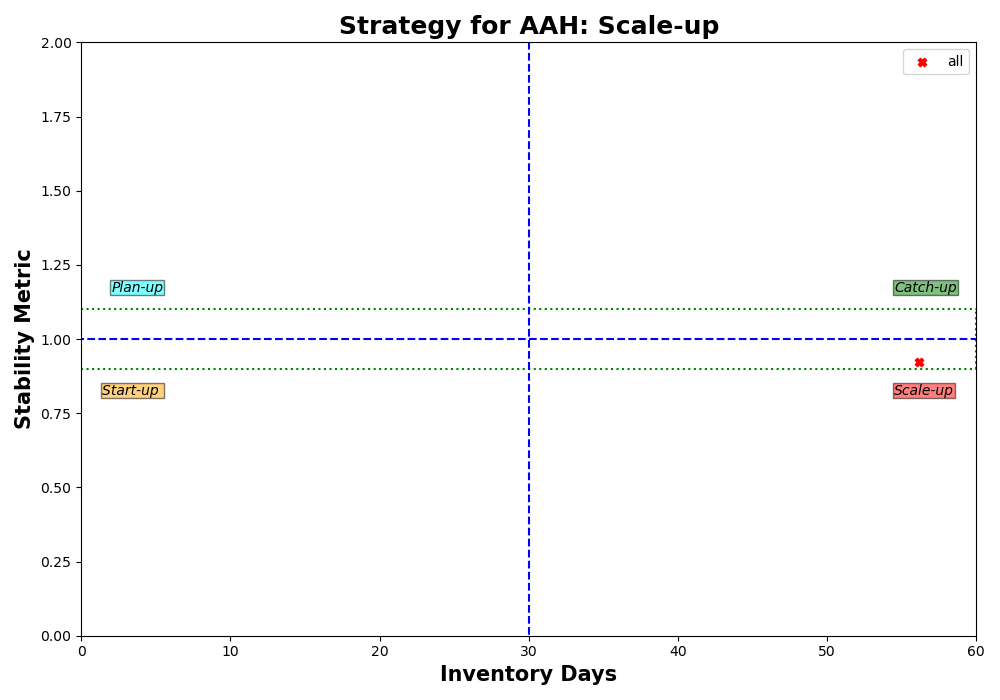 Strategy for AAH: Scale-up
all
2.00
1.75
1.50
1.25
1.00
0.75
0.50
0.25
0.00
Stability Metric
Plan-up
Catch-up
Start-up
Scale-up
0 10 20 30 40 50 60
Inventory Days